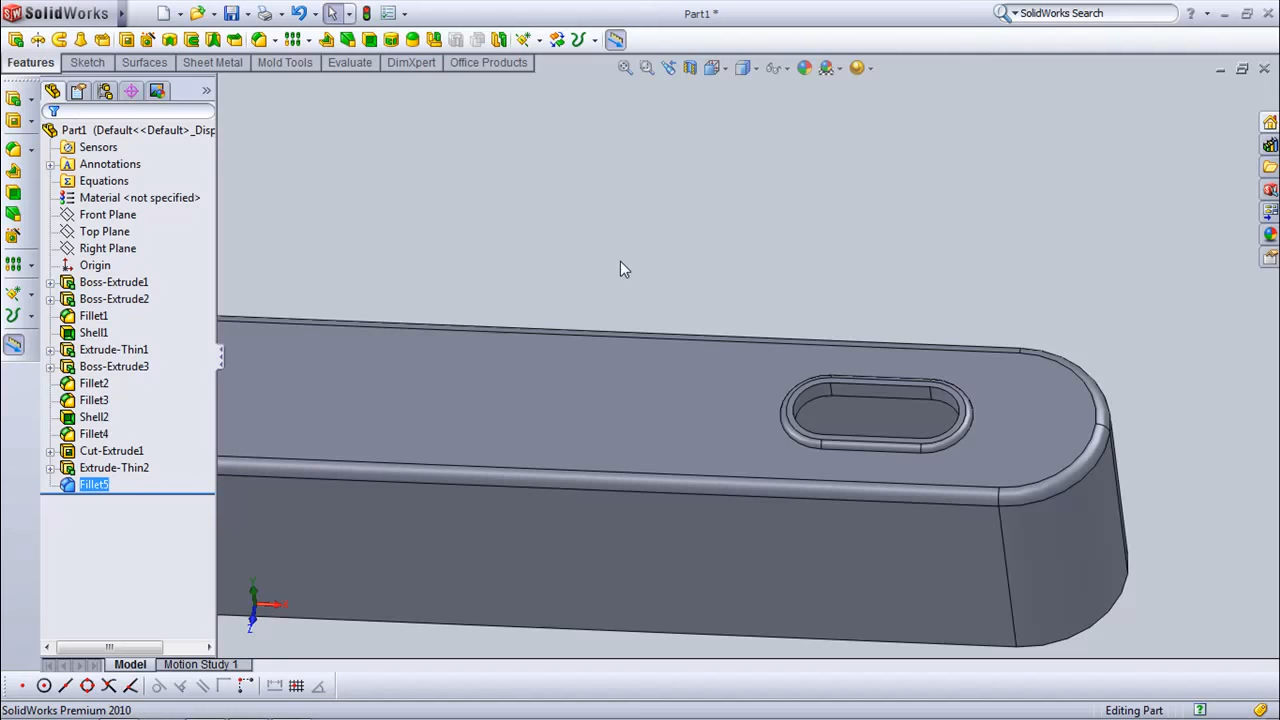 SolidWorks
Part1 *
SolidWorks Search
Features
Sketch
Surfaces
Sheet Metal
Mold Tools
Evaluate
DimXpert
Office Products
Part1 (Default<<Default>_Disp
Sensors
Annotations
Equations
Material <not specified>
Front Plane
Top Plane
Right Plane
Origin
Boss-Extrude1
Boss-Extrude2
Fillet1
Shell1
Extrude-Thin1
Boss-Extrude3
Fillet2
Fillet3
Shell2
Fillet4
Cut-Extrude1
Extrude-Thin2
Fillet5
Y
X
Z
Model
Motion Study 1
SolidWorks Premium 2010
Editing Part